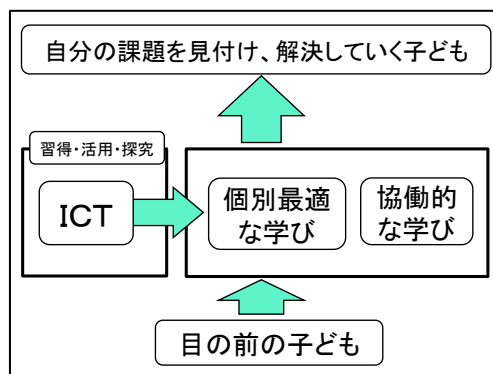 自分の課題を見付け、解決していく子ども
習得・活用・探究
ICT
個別最適
な学び
協働的
な学び
目の前の子ども